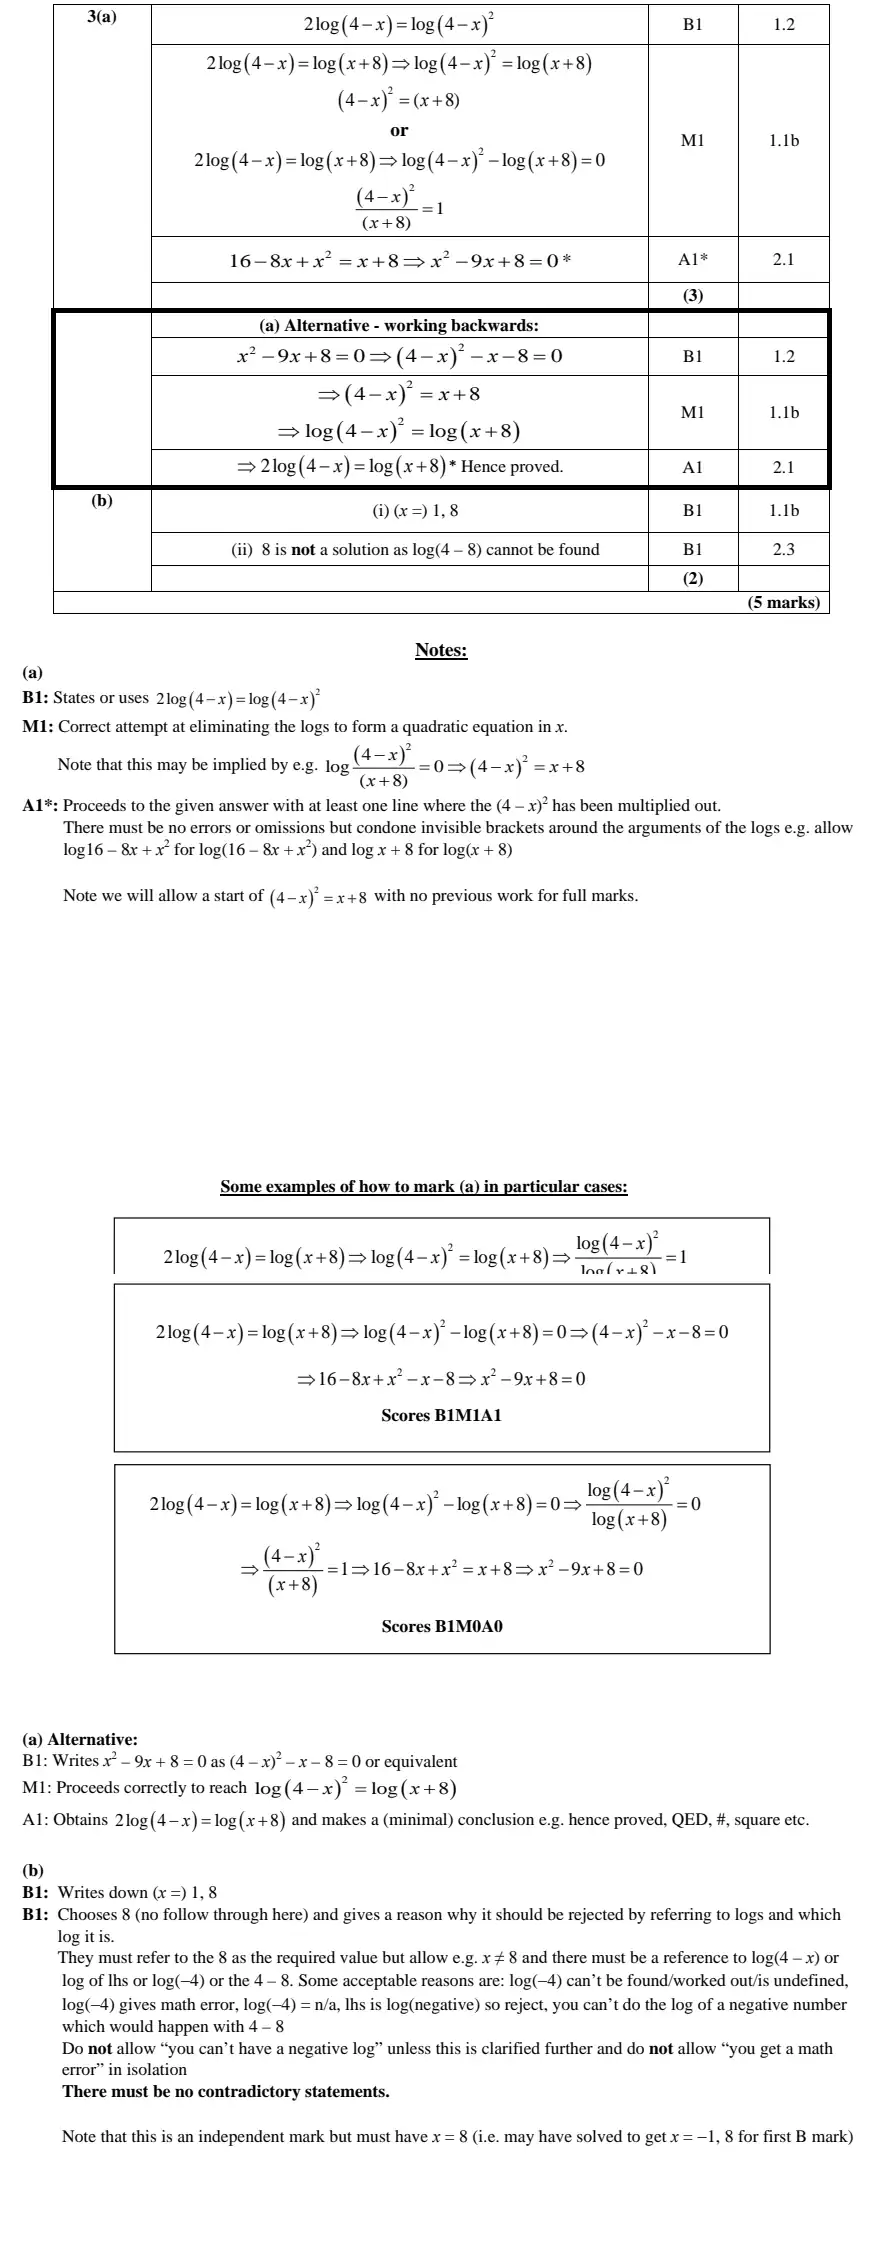 3(a) 2log(4 − x) = log(4 − x)² B1 1.2
2log(4 − x) = log(x + 8) ⇒ log(4 − x)² = log(x + 8)
(4 − x)² = (x + 8)
or
2log(4 − x) = log(x + 8) ⇒ log(4 − x)² − log(x + 8) = 0
(4 − x)² / (x + 8) = 1
M1 1.1b
16 − 8x + x² = x + 8 ⇒ x² − 9x + 8 = 0 * A1* 2.1
(3)
(a) Alternative - working backwards:
x² − 9x + 8 = 0 ⇒ (4 − x)² − x − 8 = 0 B1 1.2
⇒ (4 − x)² = x + 8
⇒ log(4 − x)² = log(x + 8)
M1 1.1b
⇒ 2log(4 − x) = log(x + 8) * Hence proved. A1 2.1
(b) (i) (x =) 1, 8 B1 1.1b
(ii) 8 is not a solution as log(4 – 8) cannot be found B1 2.3
(2)
(5 marks)
Notes:
(a)
B1: States or uses 2log(4 − x) = log(4 − x)²
M1: Correct attempt at eliminating the logs to form a quadratic equation in x.
Note that this may be implied by e.g. log (4 − x)² / (x + 8) = 0 ⇒ (4 − x)² = x + 8
A1*: Proceeds to the given answer with at least one line where the (4 – x)² has been multiplied out.
There must be no errors or omissions but condone invisible brackets around the arguments of the logs e.g. allow
log16 – 8x + x² for log(16 – 8x + x²) and log x + 8 for log(x + 8)
Note we will allow a start of (4 − x)² = x + 8 with no previous work for full marks.
Some examples of how to mark (a) in particular cases:
2log(4 − x) = log(x + 8) ⇒ log(4 − x)² = log(x + 8) ⇒ log(4 − x)² / log(x + 8) = 1
2log(4 − x) = log(x + 8) ⇒ log(4 − x)² − log(x + 8) = 0 ⇒ (4 − x)² − x − 8 = 0
⇒ 16 − 8x + x² − x − 8 ⇒ x² − 9x + 8 = 0
Scores B1M1A1
2log(4 − x) = log(x + 8) ⇒ log(4 − x)² − log(x + 8) = 0 ⇒ log(4 − x)² / log(x + 8) = 0
⇒ (4 − x)² / (x + 8) = 1 ⇒ 16 − 8x + x² = x + 8 ⇒ x² − 9x + 8 = 0
Scores B1M0A0
(a) Alternative:
B1: Writes x² – 9x + 8 = 0 as (4 – x)² – x – 8 = 0 or equivalent
M1: Proceeds correctly to reach log(4 − x)² = log(x + 8)
A1: Obtains 2log(4 − x) = log(x + 8) and makes a (minimal) conclusion e.g. hence proved, QED, #, square etc.
(b)
B1: Writes down (x =) 1, 8
B1: Chooses 8 (no follow through here) and gives a reason why it should be rejected by referring to logs and which
log it is.
They must refer to the 8 as the required value but allow e.g. x ≠ 8 and there must be a reference to log(4 – x) or
log of lhs or log(−4) or the 4 – 8. Some acceptable reasons are: log(−4) can’t be found/worked out/is undefined,
log(−4) gives math error, log(−4) = n/a, lhs is log(negative) so reject, you can’t do the log of a negative number
which would happen with 4 – 8
Do not allow “you can’t have a negative log” unless this is clarified further and do not allow “you get a math
error” in isolation
There must be no contradictory statements.
Note that this is an independent mark but must have x = 8 (i.e. may have solved to get x = −1, 8 for first B mark)